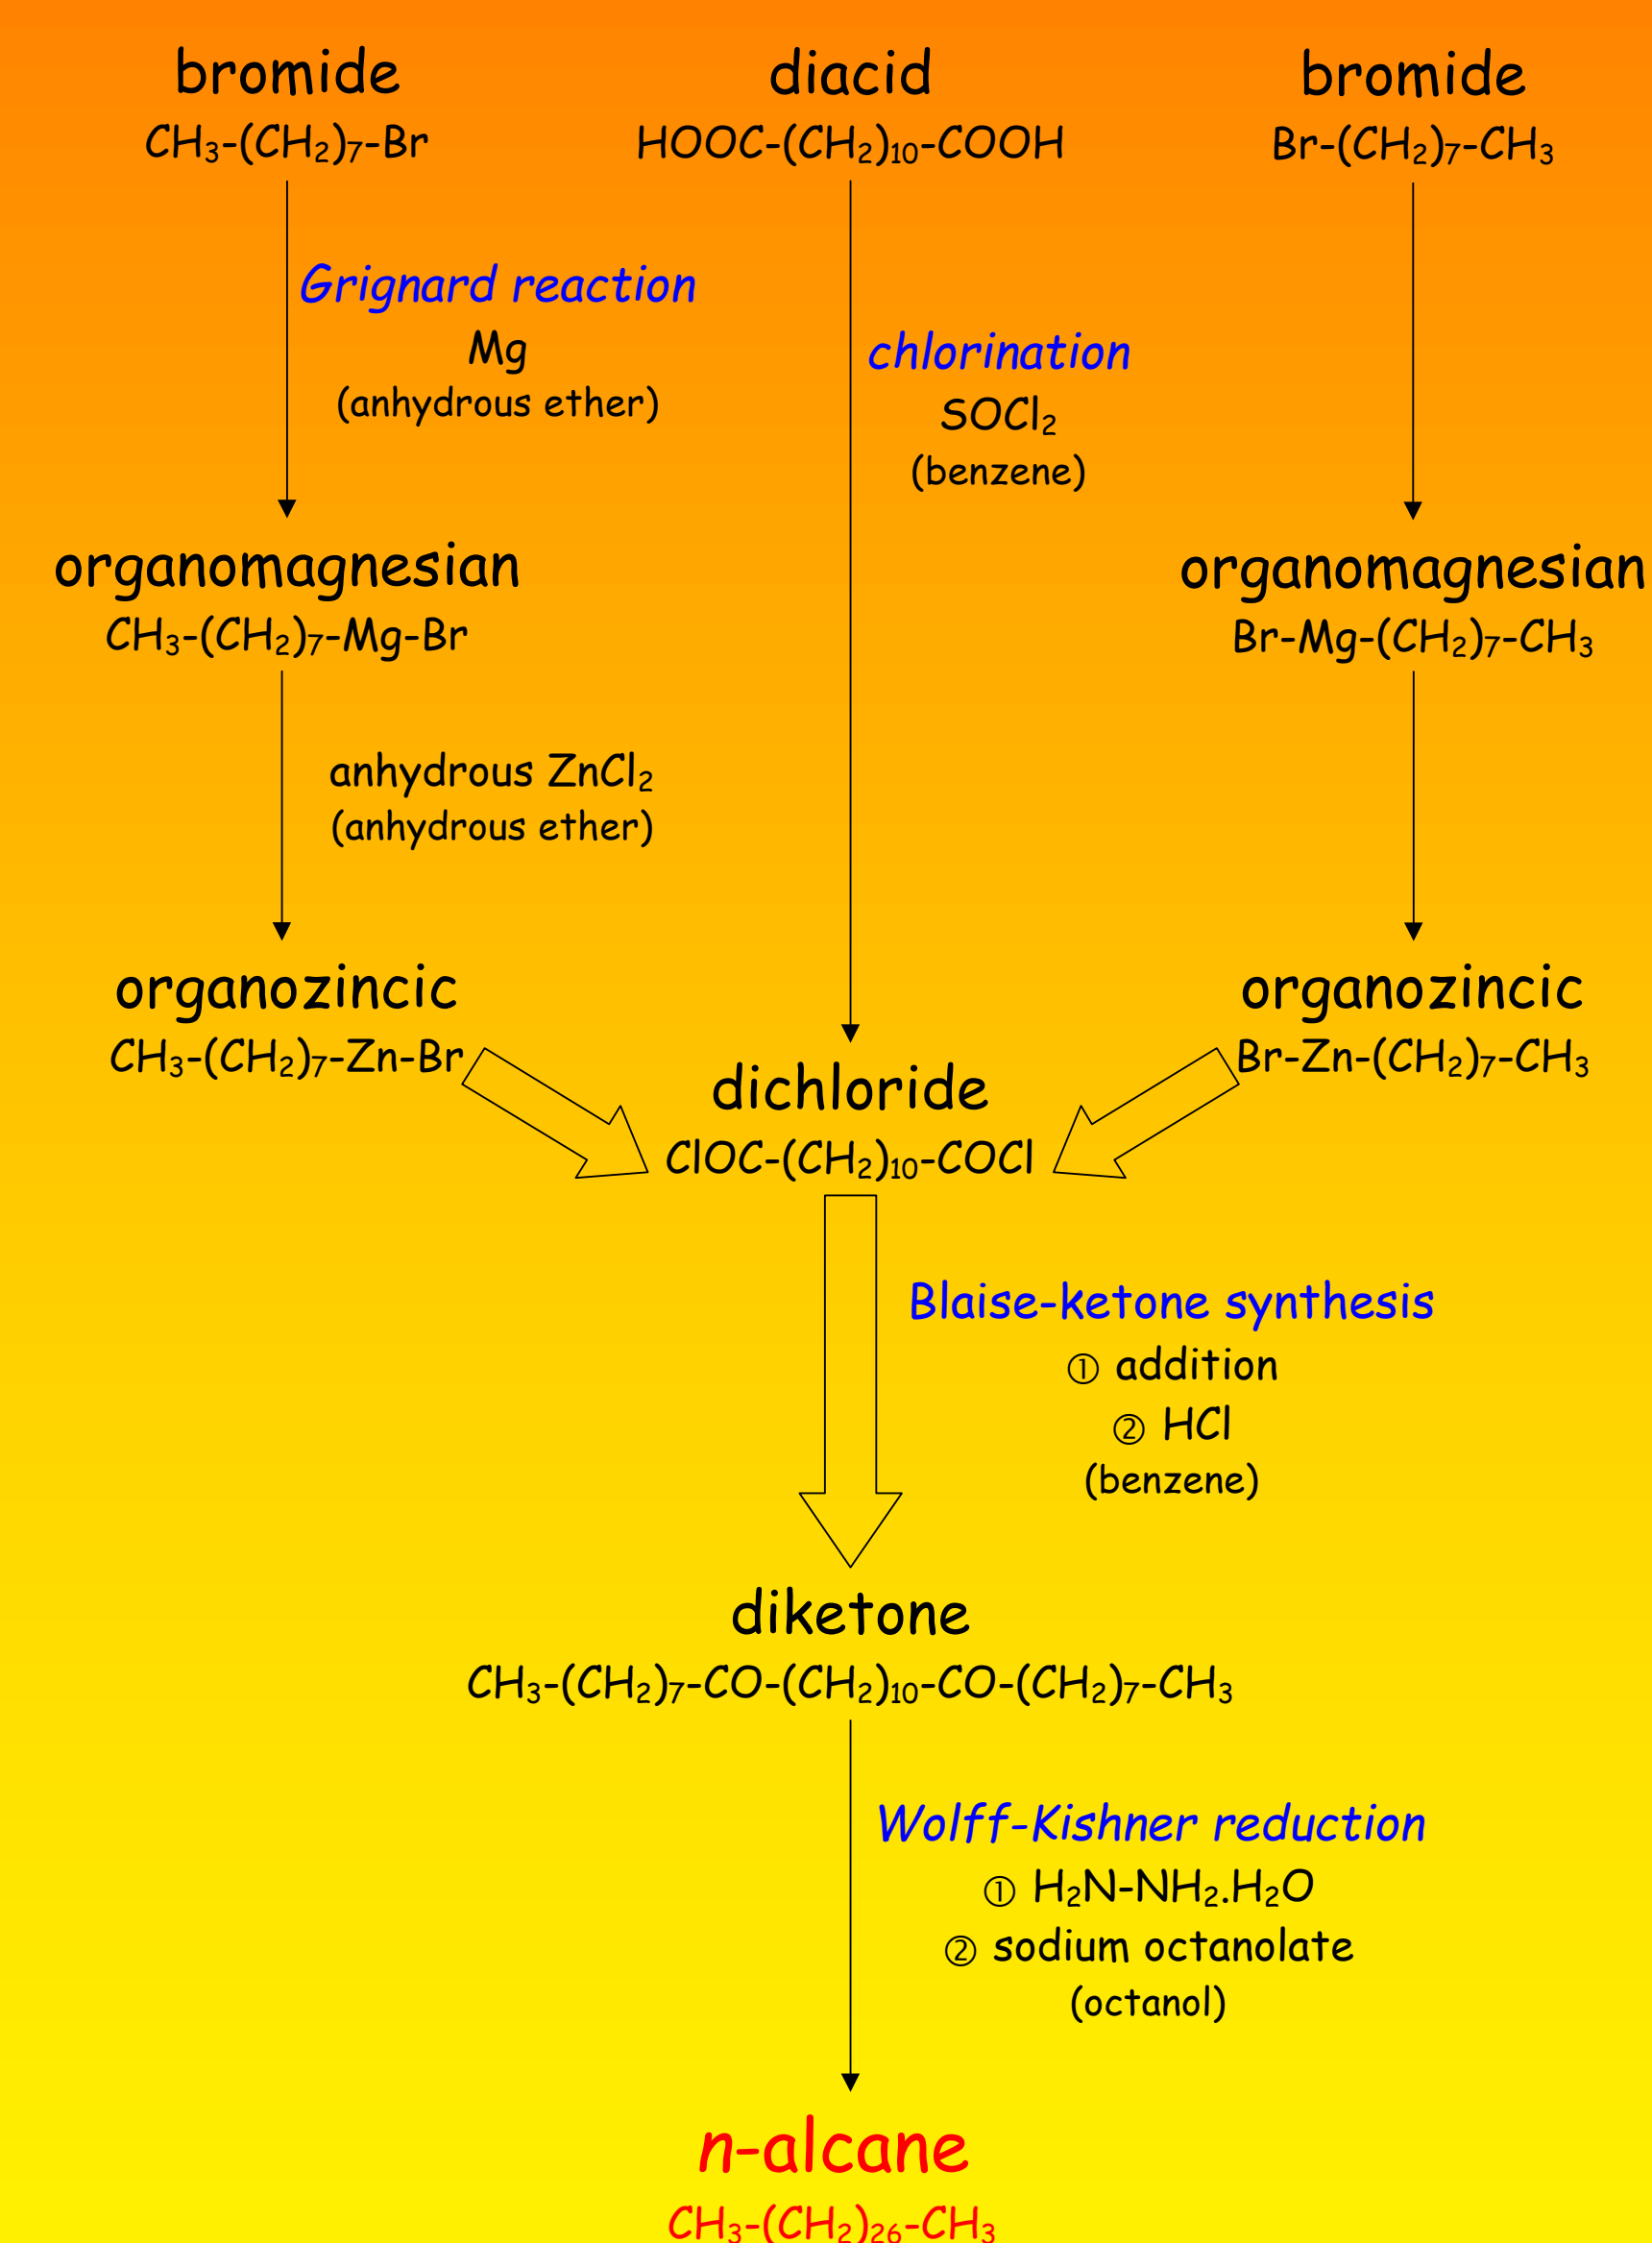 bromide
CH₃-(CH₂)₇-Br
diacid
HOOC-(CH₂)₁₀-COOH
bromide
Br-(CH₂)₇-CH₃
Grignard reaction
Mg
(anhydrous ether)
chlorination
SOCl₂
(benzene)
organomagnesian
CH₃-(CH₂)₇-Mg-Br
organomagnesian
Br-Mg-(CH₂)₇-CH₃
anhydrous ZnCl₂
(anhydrous ether)
organozincic
CH₃-(CH₂)₇-Zn-Br
organozincic
Br-Zn-(CH₂)₇-CH₃
dichloride
ClOC-(CH₂)₁₀-COCl
Blaise-ketone synthesis
① addition
② HCl
(benzene)
diketone
CH₃-(CH₂)₇-CO-(CH₂)₁₀-CO-(CH₂)₇-CH₃
Wolff-Kishner reduction
① H₂N-NH₂.H₂O
② sodium octanolate
(octanol)
n-alcane
CH₃-(CH₂)₂₆-CH₃